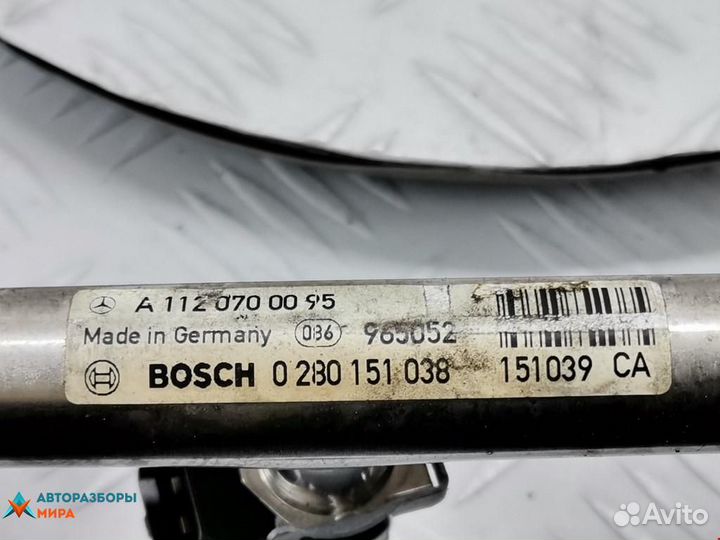 A 112 070 00 95
Made in Germany 086 965052
BOSCH 0 280 151 038 151039 CA
АВТОРАЗБОРЫ
МИРА
Avito